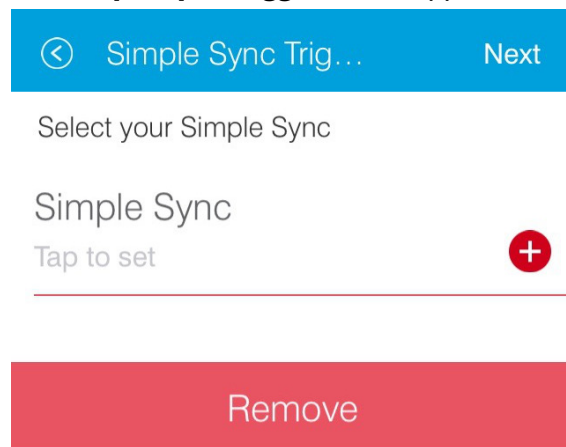 Simple Sync Trig...
Next
Select your Simple Sync
Simple Sync
Tap to set
Remove